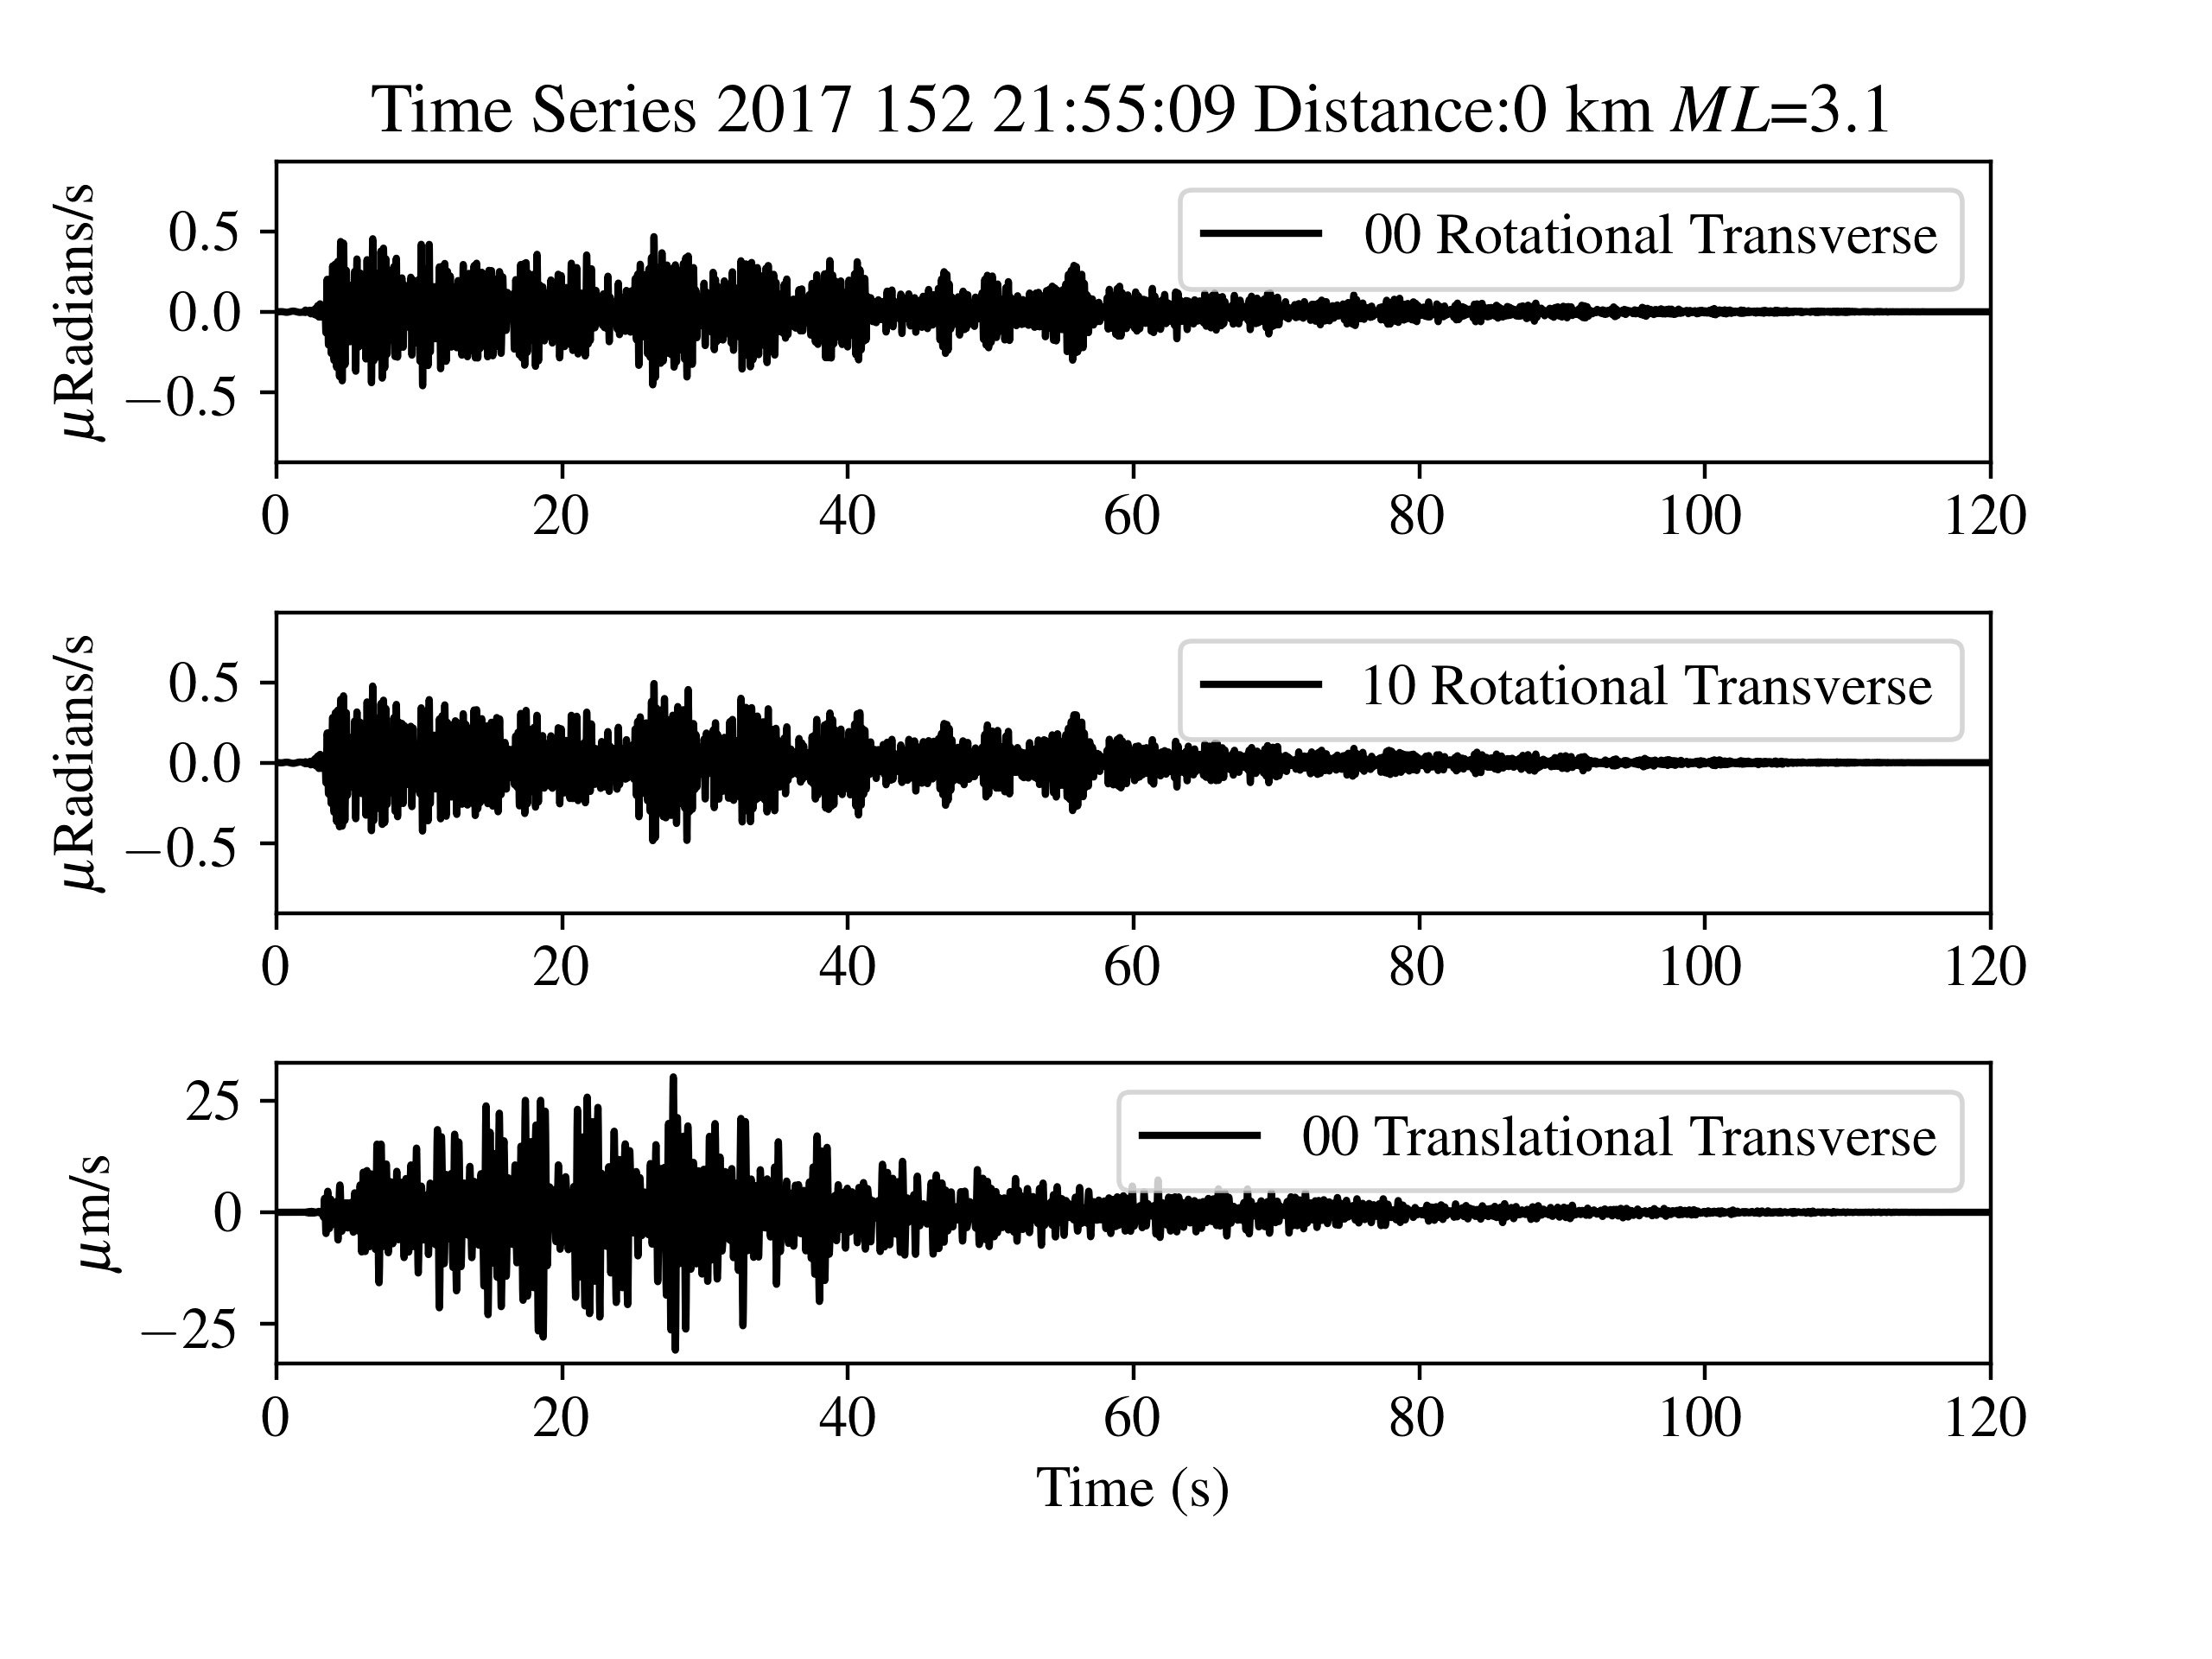 Time Series 2017 152 21:55:09 Distance:0 km ML=3.1
μRadians/s
0.5
0.0
−0.5
00 Rotational Transverse
0 20 40 60 80 100 120
μRadians/s
0.5
0.0
−0.5
10 Rotational Transverse
0 20 40 60 80 100 120
μm/s
25
0
−25
00 Translational Transverse
0 20 40 60 80 100 120
Time (s)